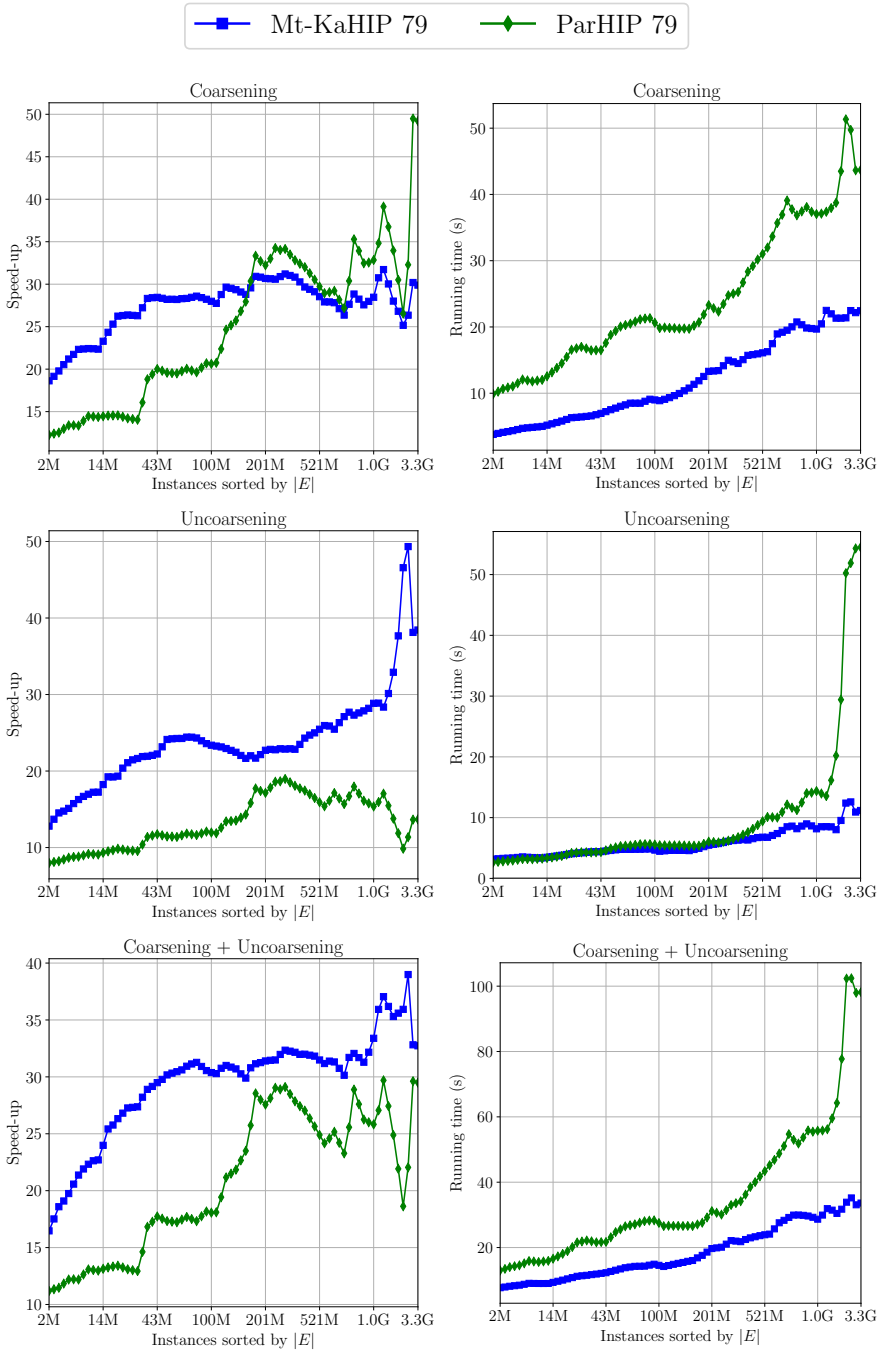 Mt-KaHIP 79 ParHIP 79
Coarsening
50
45
40
35
30
25
20
15
Speed-up
2M 14M 43M 100M 201M 521M 1.0G 3.3G
Instances sorted by |E|
Coarsening
50
40
30
20
10
Running time (s)
2M 14M 43M 100M 201M 521M 1.0G 3.3G
Instances sorted by |E|
Uncoarsening
50
40
30
20
10
Speed-up
2M 14M 43M 100M 201M 521M 1.0G 3.3G
Instances sorted by |E|
Uncoarsening
50
40
30
20
10
0
Running time (s)
2M 14M 43M 100M 201M 521M 1.0G 3.3G
Instances sorted by |E|
Coarsening + Uncoarsening
40
35
30
25
20
15
10
Speed-up
2M 14M 43M 100M 201M 521M 1.0G 3.3G
Instances sorted by |E|
Coarsening + Uncoarsening
100
80
60
40
20
Running time (s)
2M 14M 43M 100M 201M 521M 1.0G 3.3G
Instances sorted by |E|